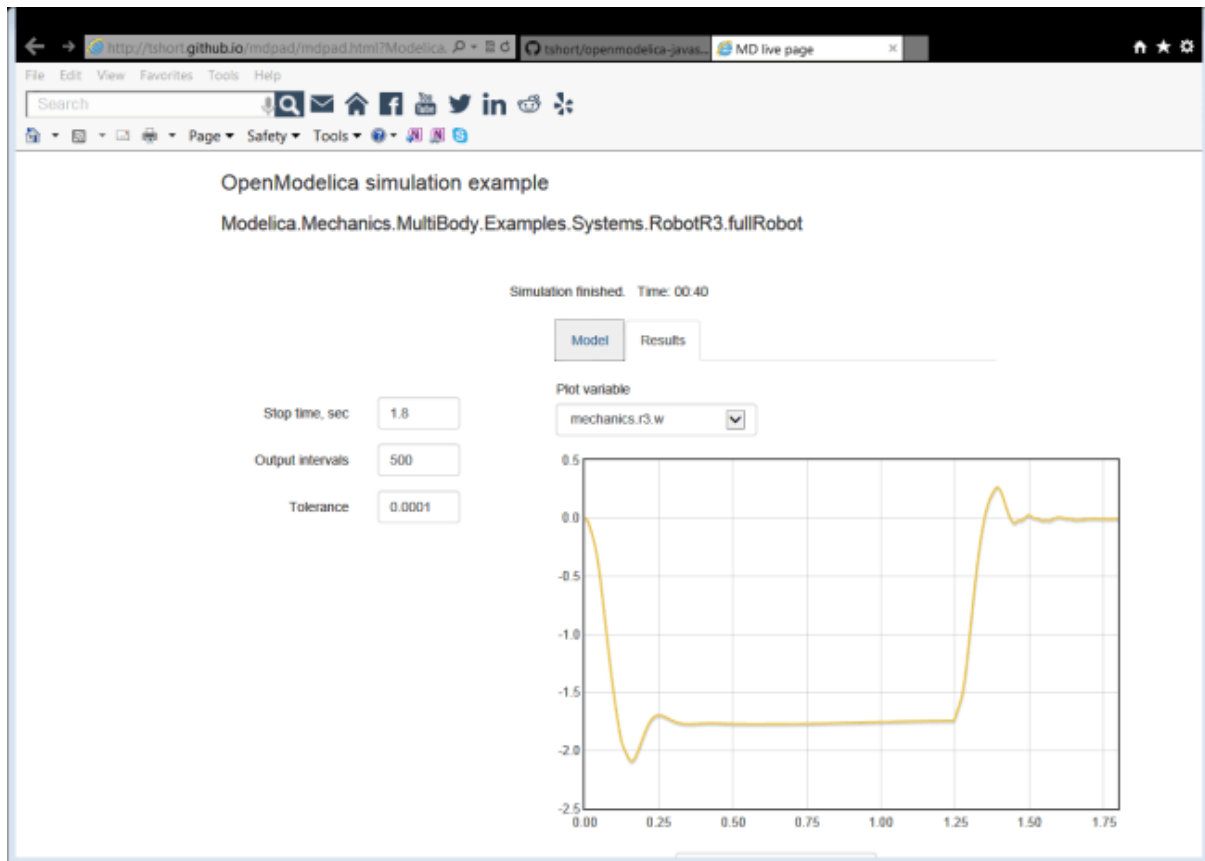 http://tshort.github.io/mdpad/mdpad.html?Modelica. tshort/openmodelica-javas... MD live page
File Edit View Favorites Tools Help
Search You Tube in
Page Safety Tools
OpenModelica simulation example
Modelica.Mechanics.MultiBody.Examples.Systems.RobotR3.fullRobot
Simulation finished. Time: 00:40
Model Results
Plot variable
mechanics.r3.w
Stop time, sec 1.8
Output intervals 500
Tolerance 0.0001
0.5
0.0
-0.5
-1.0
-1.5
-2.0
-2.5
0.00 0.25 0.50 0.75 1.00 1.25 1.50 1.75